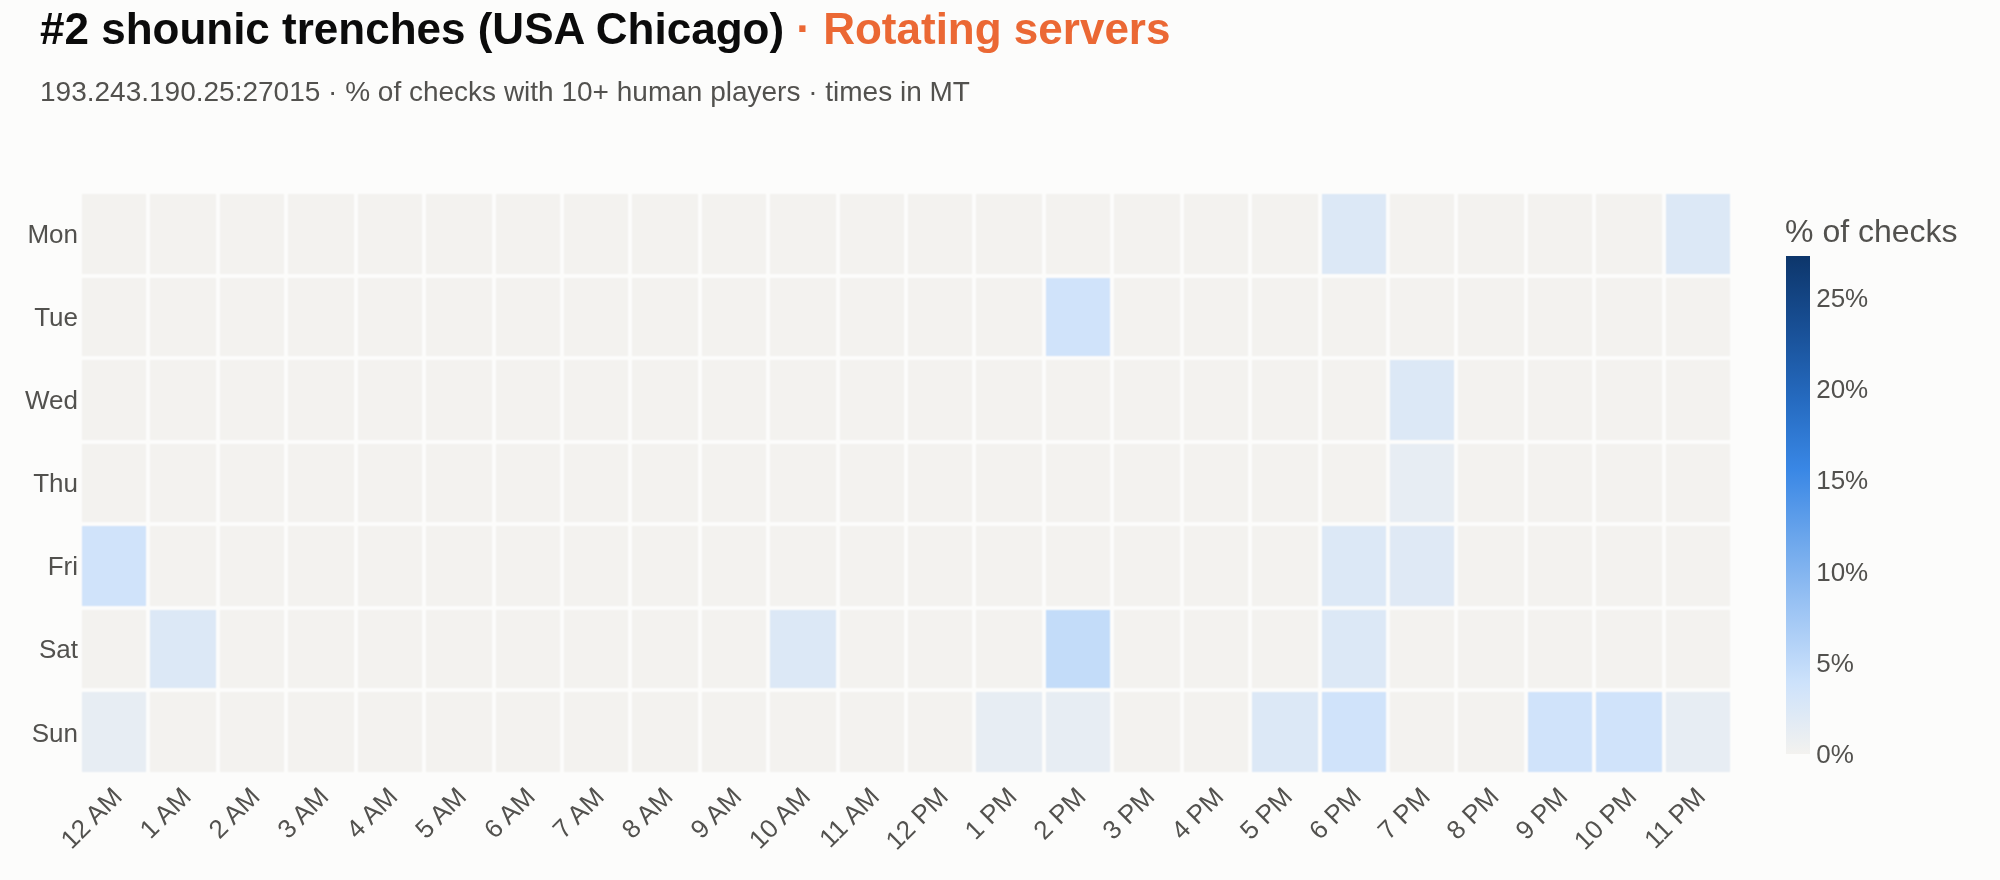 #2 shounic trenches (USA Chicago) · Rotating servers
193.243.190.25:27015 · % of checks with 10+ human players · times in MT
% of checks
25%
20%
15%
10%
5%
0%
Mon
Tue
Wed
Thu
Fri
Sat
Sun
12 AM
1 AM
2 AM
3 AM
4 AM
5 AM
6 AM
7 AM
8 AM
9 AM
10 AM
11 AM
12 PM
1 PM
2 PM
3 PM
4 PM
5 PM
6 PM
7 PM
8 PM
9 PM
10 PM
11 PM